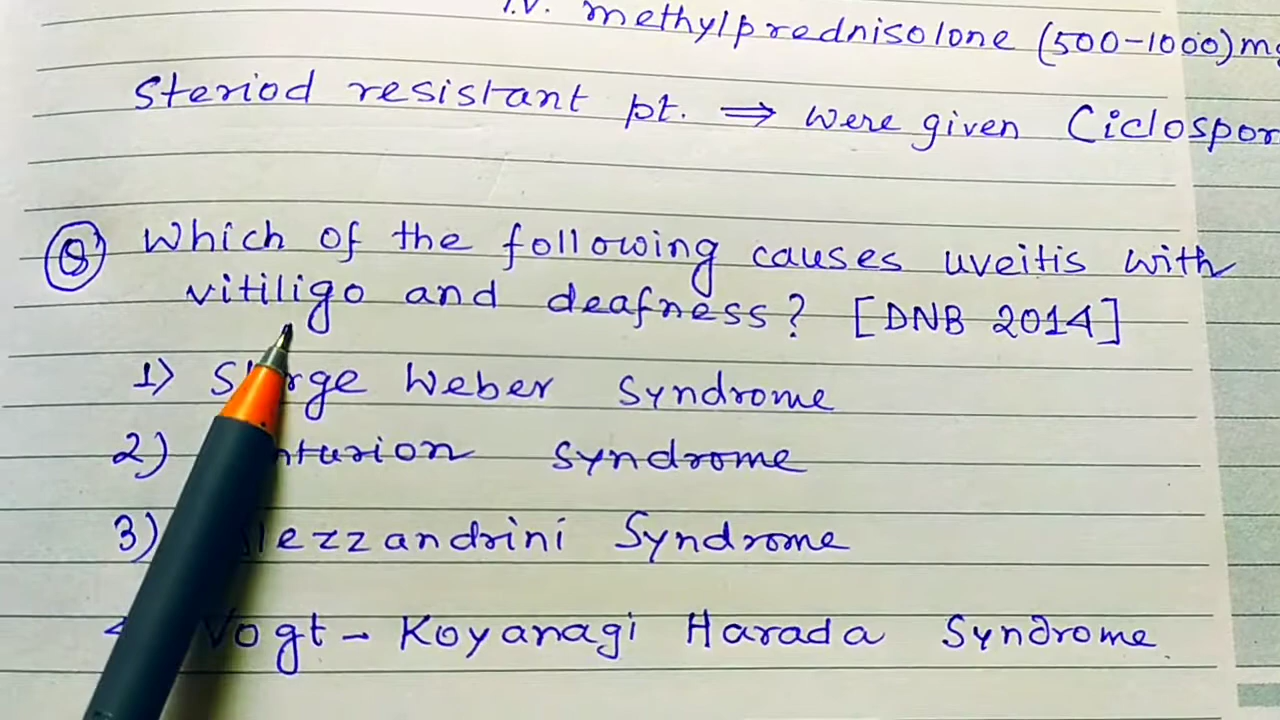 I.V. methylprednisolone (500-1000)mg
Steriod resistant pt. ⇒ were given Ciclospor
Q Which of the following causes uveitis with
vitiligo and deafness? [DNB 2014]
1) Weber Syndrome
2) Syndrome
3) Syndrome
Vogt - Koyanagi Harada Syndrome